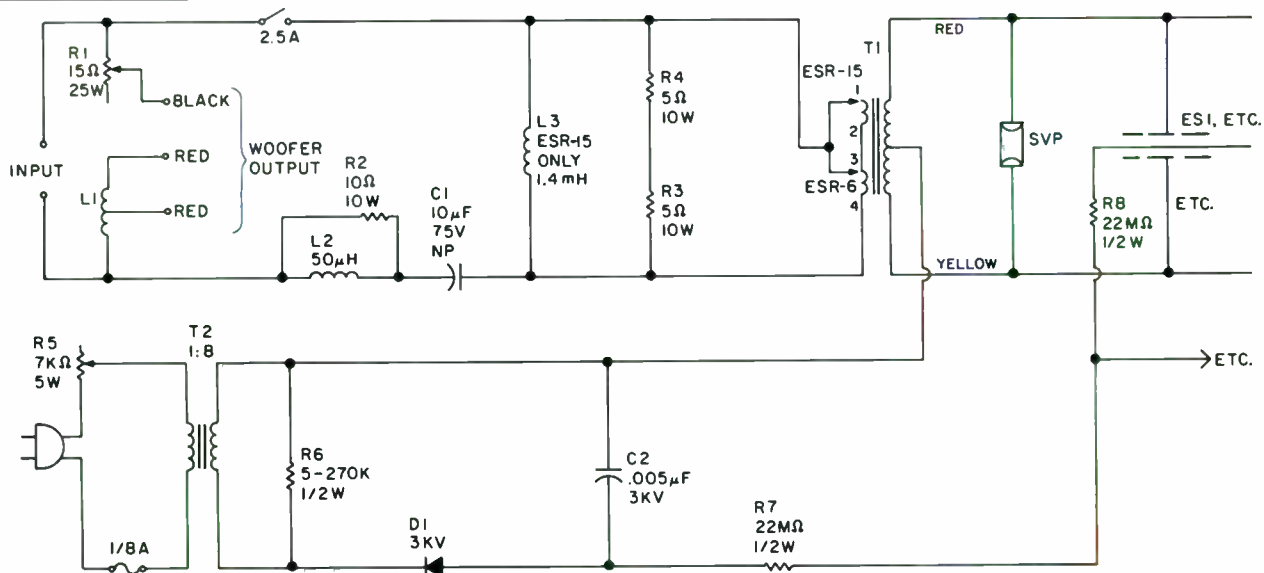 2.5A
R1
15Ω
25W
BLACK
RED
RED
WOOFER
OUTPUT
INPUT
L1
R2
10Ω
10W
L2
50µH
C1
10µF
75V
NP
L3
ESR-15
ONLY
1.4mH
R4
5Ω
10W
R3
5Ω
10W
T1
ESR-15
1
2
3
ESR-6
4
RED
YELLOW
SVP
ES1, ETC.
ETC.
R8
22MΩ
1/2W
ETC.
R5
7KΩ
5W
T2
1:8
1/8A
R6
5-270K
1/2W
D1
3KV
C2
.005µF
3KV
R7
22MΩ
1/2W